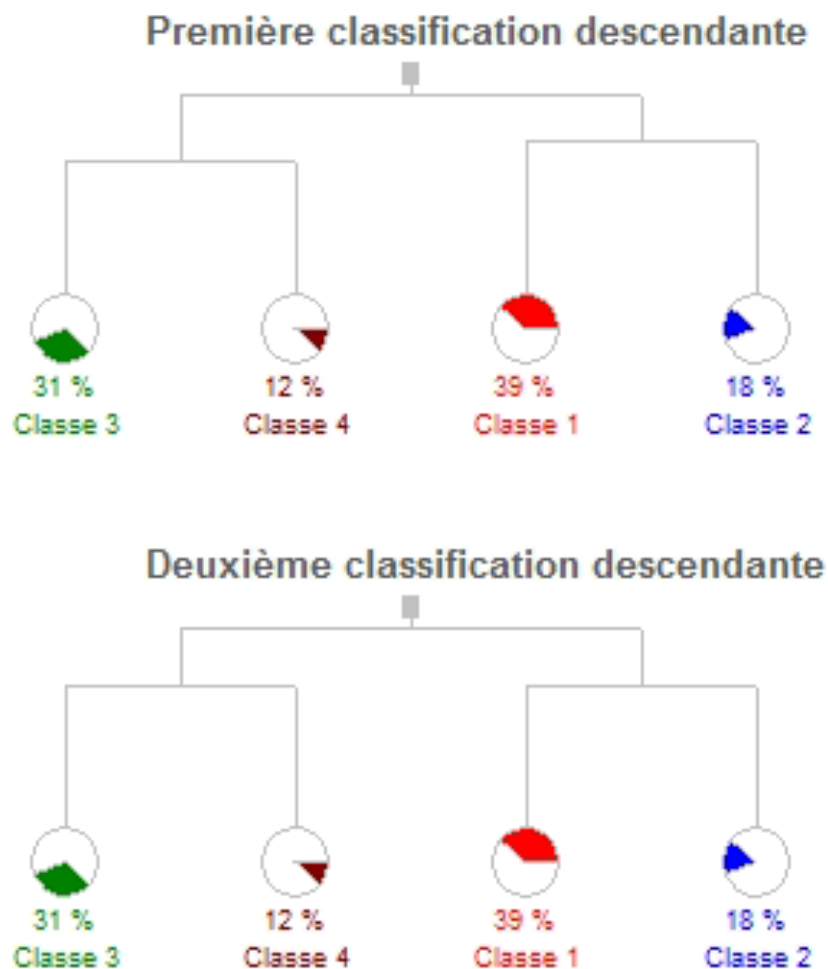 Première classification descendante
31 % 12 % 39 % 18 %
Classe 3 Classe 4 Classe 1 Classe 2
Deuxième classification descendante
31 % 12 % 39 % 18 %
Classe 3 Classe 4 Classe 1 Classe 2